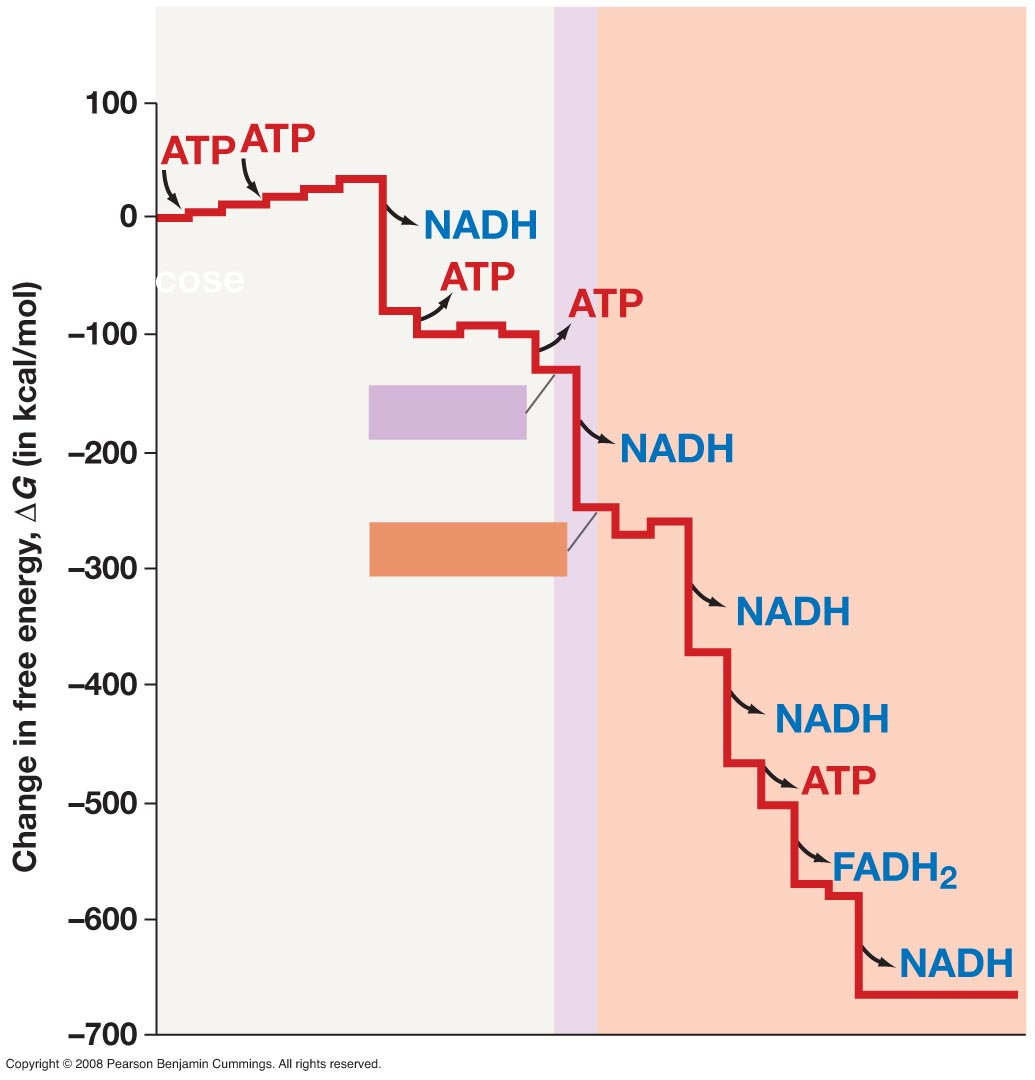 100
ATP
ATP
0
NADH
cose
ATP
ATP
–100
–200
NADH
–300
NADH
–400
NADH
ATP
–500
FADH₂
–600
NADH
–700
Change in free energy, ΔG (in kcal/mol)
Copyright © 2008 Pearson Benjamin Cummings. All rights reserved.